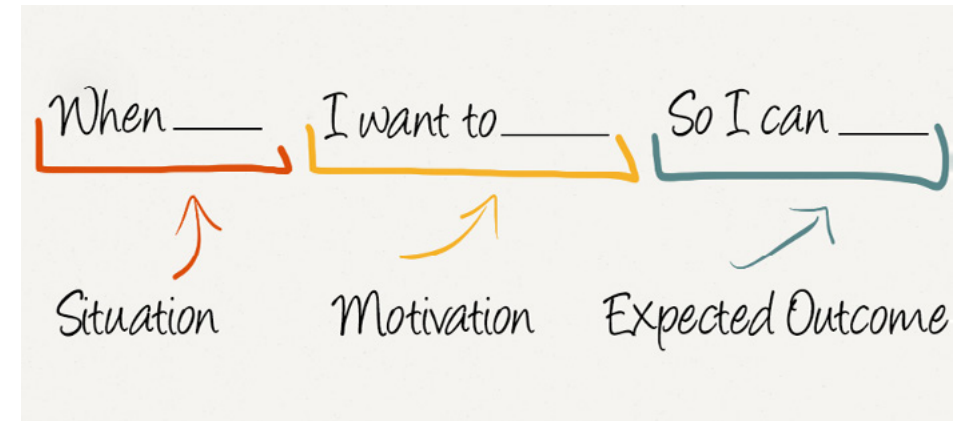 When ____ I want to ____ So I can ____
Situation Motivation Expected Outcome